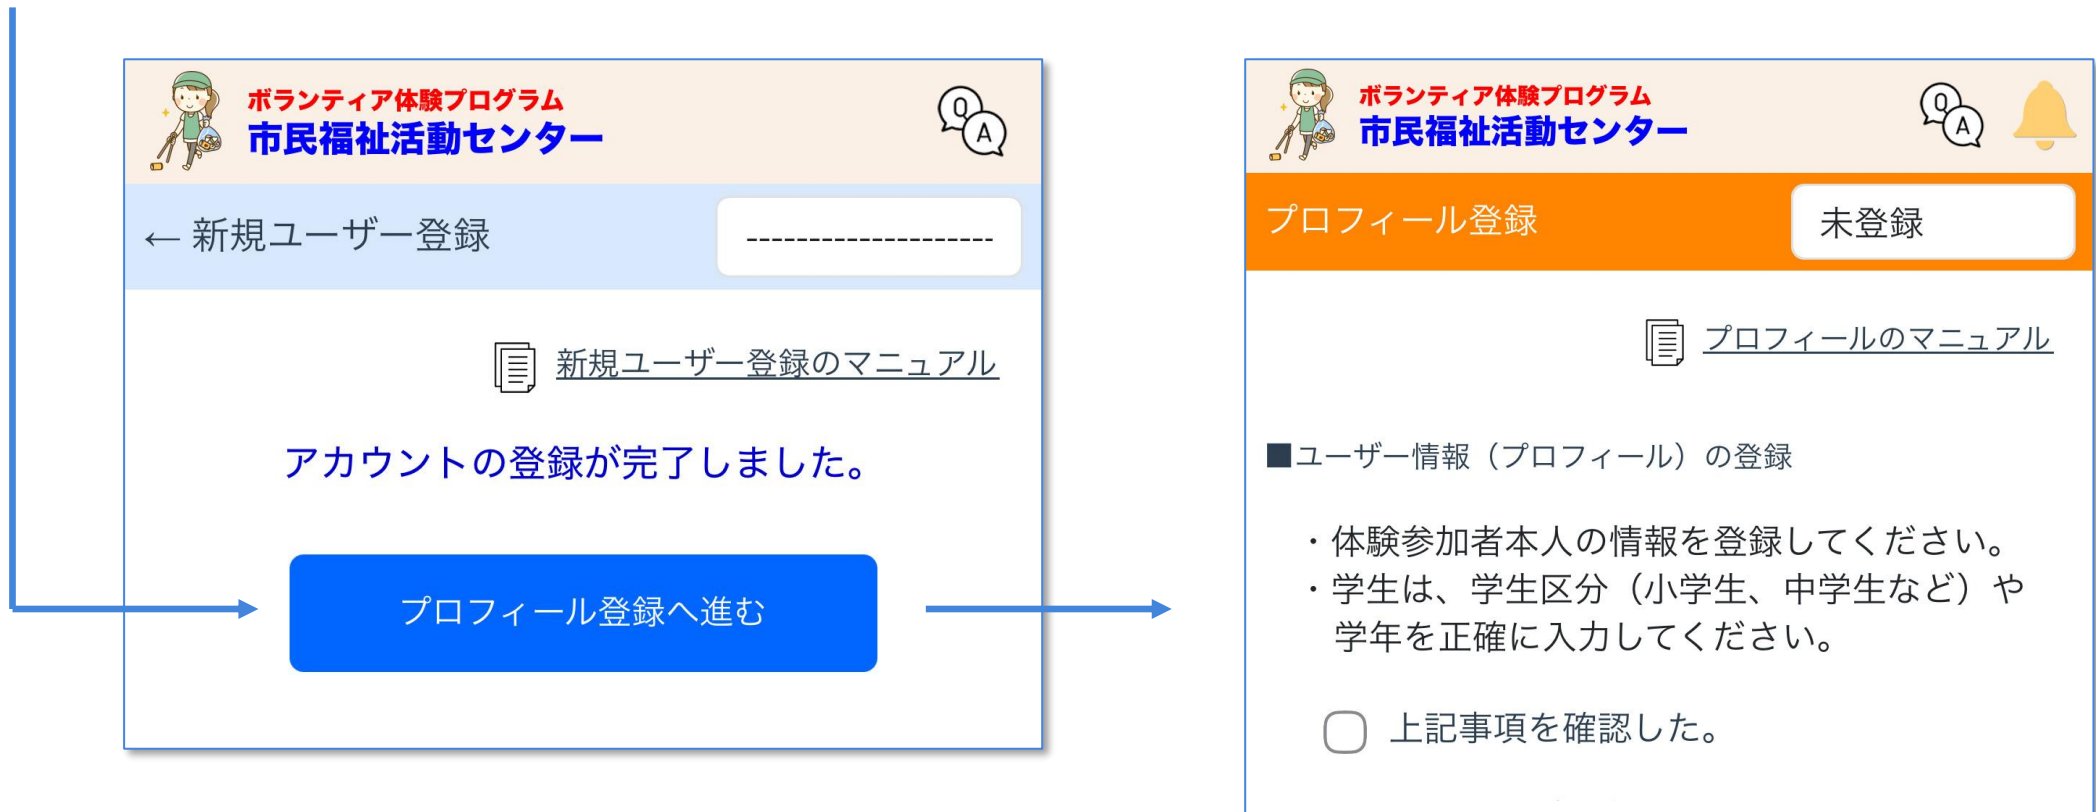 ボランティア体験プログラム
市民福祉活動センター
Q
A
← 新規ユーザー登録
--------------------
新規ユーザー登録のマニュアル
アカウントの登録が完了しました。
プロフィール登録へ進む
ボランティア体験プログラム
市民福祉活動センター
Q
A
プロフィール登録
未登録
プロフィールのマニュアル
■ユーザー情報（プロフィール）の登録
・体験参加者本人の情報を登録してください。
・学生は、学生区分（小学生、中学生など）や
学年を正確に入力してください。
上記事項を確認した。